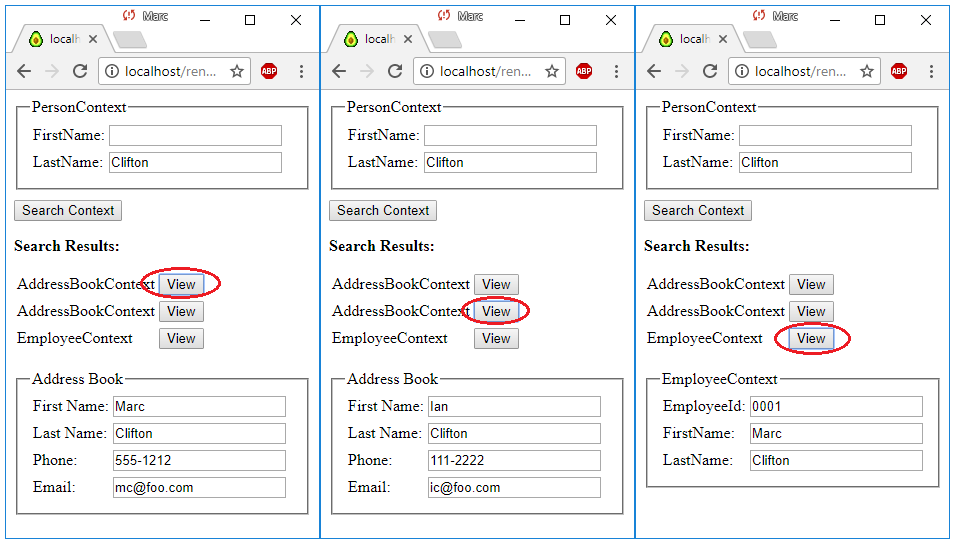 Marc
localh
localhost/ren...
ABP
PersonContext
FirstName:
LastName: Clifton
Search Context
Search Results:
AddressBookContext View
AddressBookContext View
EmployeeContext View
Address Book
First Name: Marc
Last Name: Clifton
Phone: 555-1212
Email: mc@foo.com
Marc
localh
localhost/ren...
ABP
PersonContext
FirstName:
LastName: Clifton
Search Context
Search Results:
AddressBookContext View
AddressBookContext View
EmployeeContext View
Address Book
First Name: Ian
Last Name: Clifton
Phone: 111-2222
Email: ic@foo.com
Marc
localh
localhost/ren...
ABP
PersonContext
FirstName:
LastName: Clifton
Search Context
Search Results:
AddressBookContext View
AddressBookContext View
EmployeeContext View
EmployeeContext
EmployeeId: 0001
FirstName: Marc
LastName: Clifton